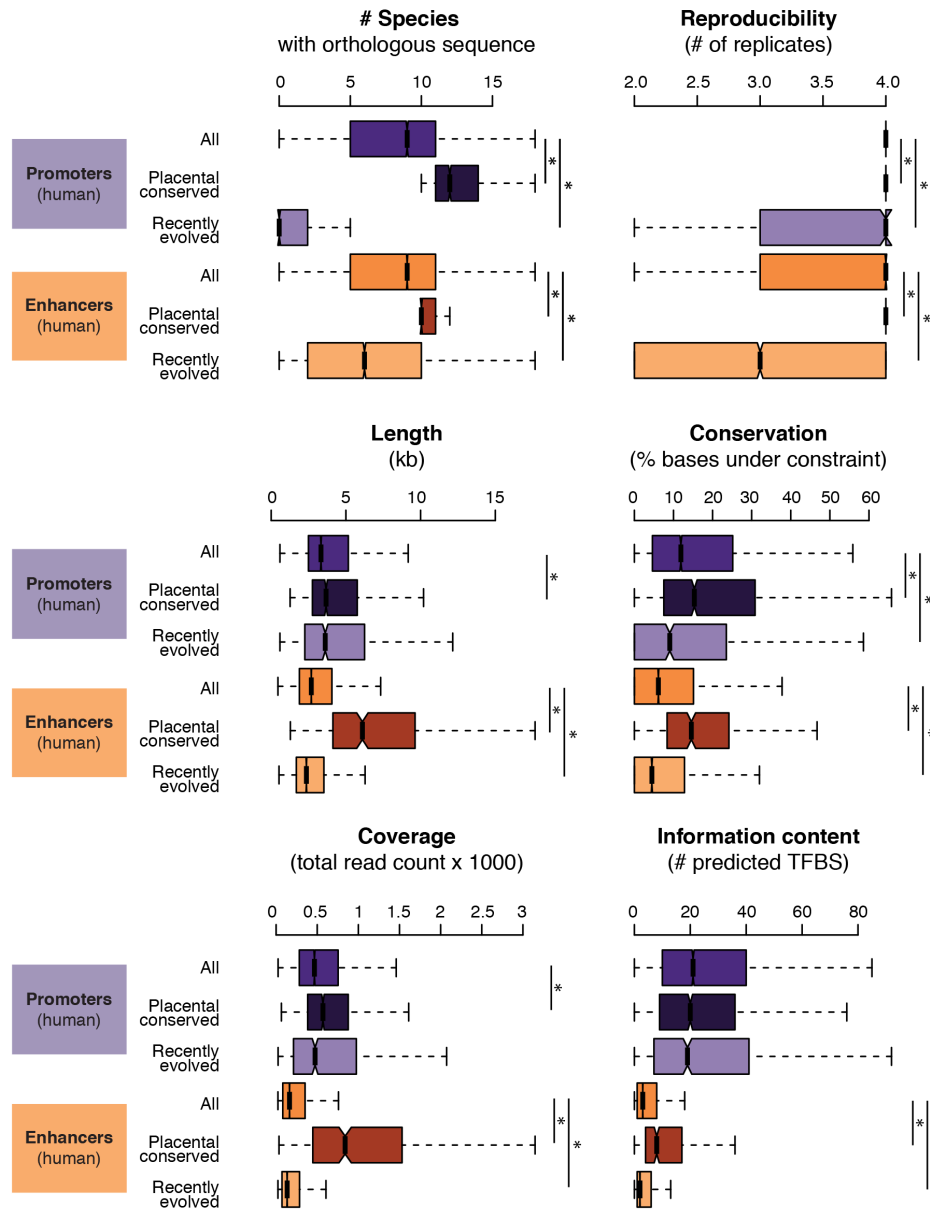 # Species
with orthologous sequence
Reproducibility
(# of replicates)
0 5 10 15
2.0 2.5 3.0 3.5 4.0
Promoters
(human)
All
Placental
conserved
Recently
evolved
* *
* *
Enhancers
(human)
All
Placental
conserved
Recently
evolved
* *
* *
Length
(kb)
Conservation
(% bases under constraint)
0 5 10 15
0 10 20 30 40 50 60
Promoters
(human)
All
Placental
conserved
Recently
evolved
*
* *
Enhancers
(human)
All
Placental
conserved
Recently
evolved
* *
* *
Coverage
(total read count x 1000)
Information content
(# predicted TFBS)
0 0.5 1 1.5 2 2.5 3
0 20 40 60 80
Promoters
(human)
All
Placental
conserved
Recently
evolved
*
Enhancers
(human)
All
Placental
conserved
Recently
evolved
* *
*